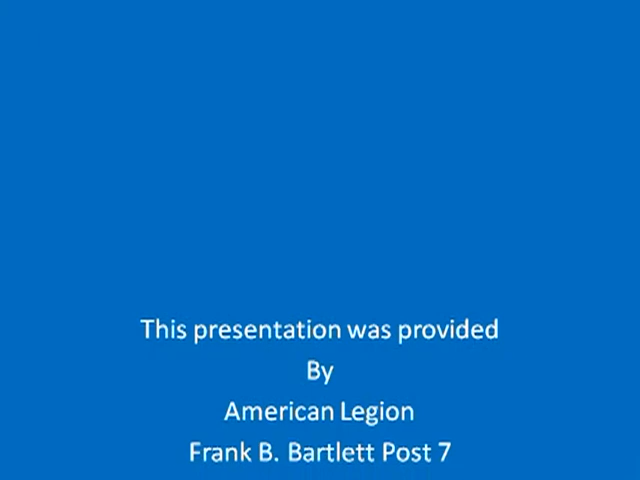 This presentation was provided
By
American Legion
Frank B. Bartlett Post 7